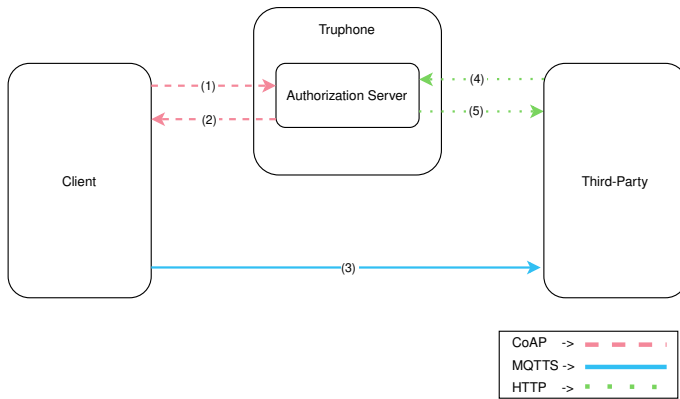 Truphone
Client
Authorization Server
Third-Party
(1)
(2)
(3)
(4)
(5)
CoAP ->
MQTTS ->
HTTP ->